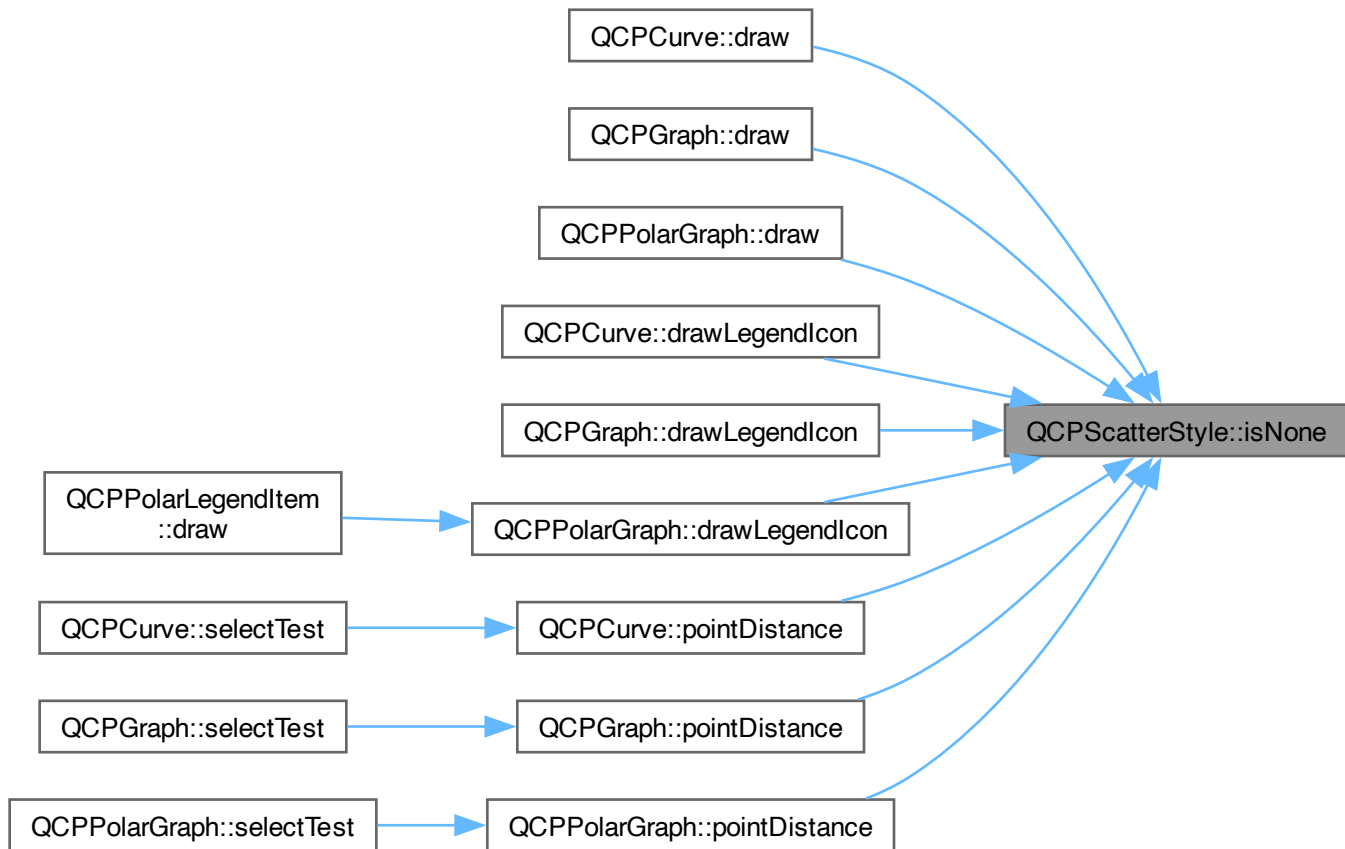 QCPCurve::draw
QCPGraph::draw
QCPPolarGraph::draw
QCPCurve::drawLegendIcon
QCPGraph::drawLegendIcon
QCPScatterStyle::isNone
QCPPolarLegendItem
::draw
QCPPolarGraph::drawLegendIcon
QCPCurve::selectTest
QCPCurve::pointDistance
QCPGraph::selectTest
QCPGraph::pointDistance
QCPPolarGraph::selectTest
QCPPolarGraph::pointDistance